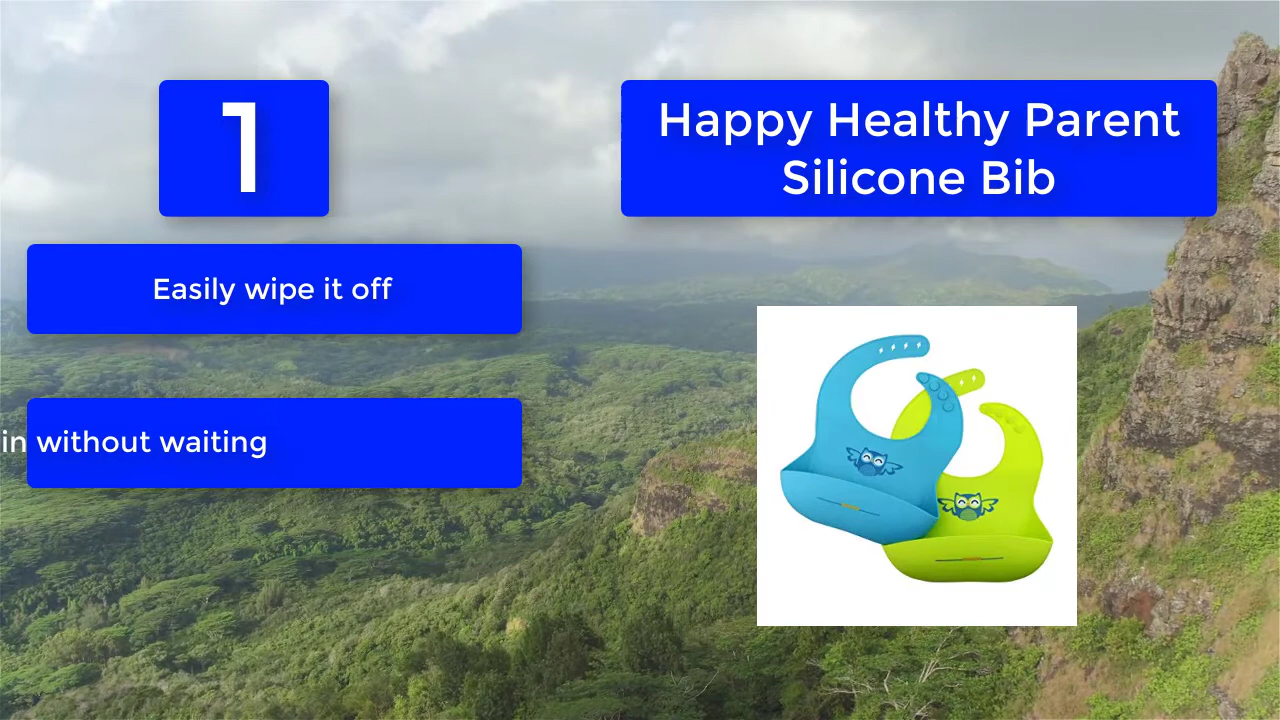 1
Happy Healthy Parent
Silicone Bib
Easily wipe it off
in without waiting